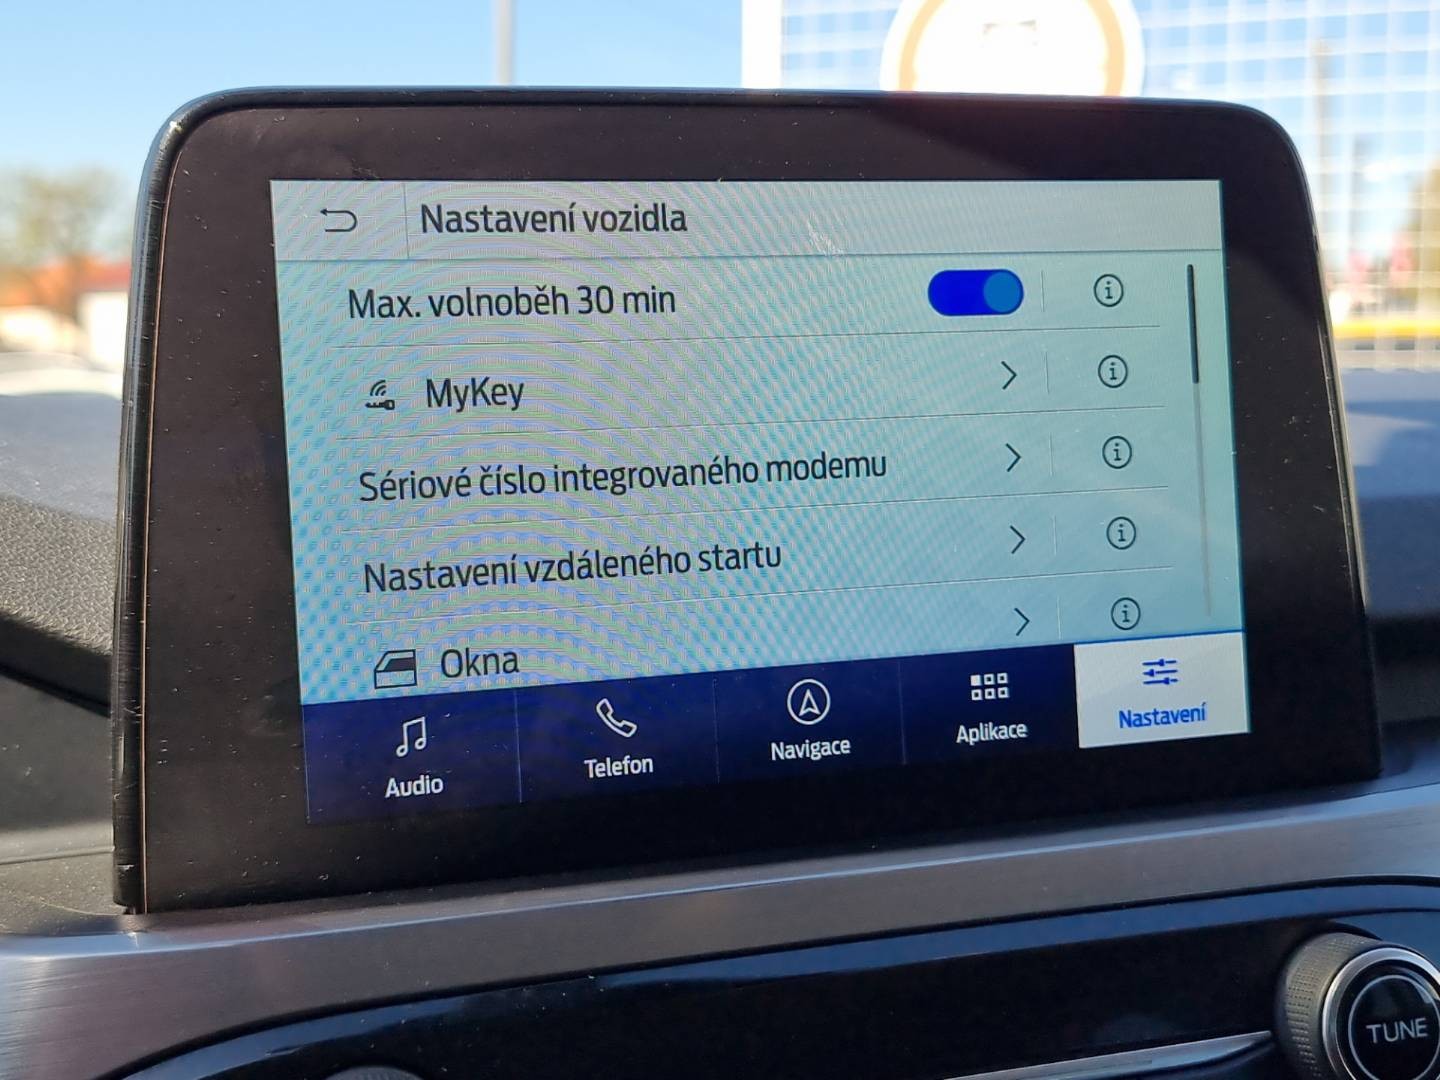 Nastavení vozidla
Max. volnoběh 30 min
MyKey
Sériové číslo integrovaného modemu
Nastavení vzdáleného startu
Okna
Audio
Telefon
Navigace
Aplikace
Nastavení
TUNE